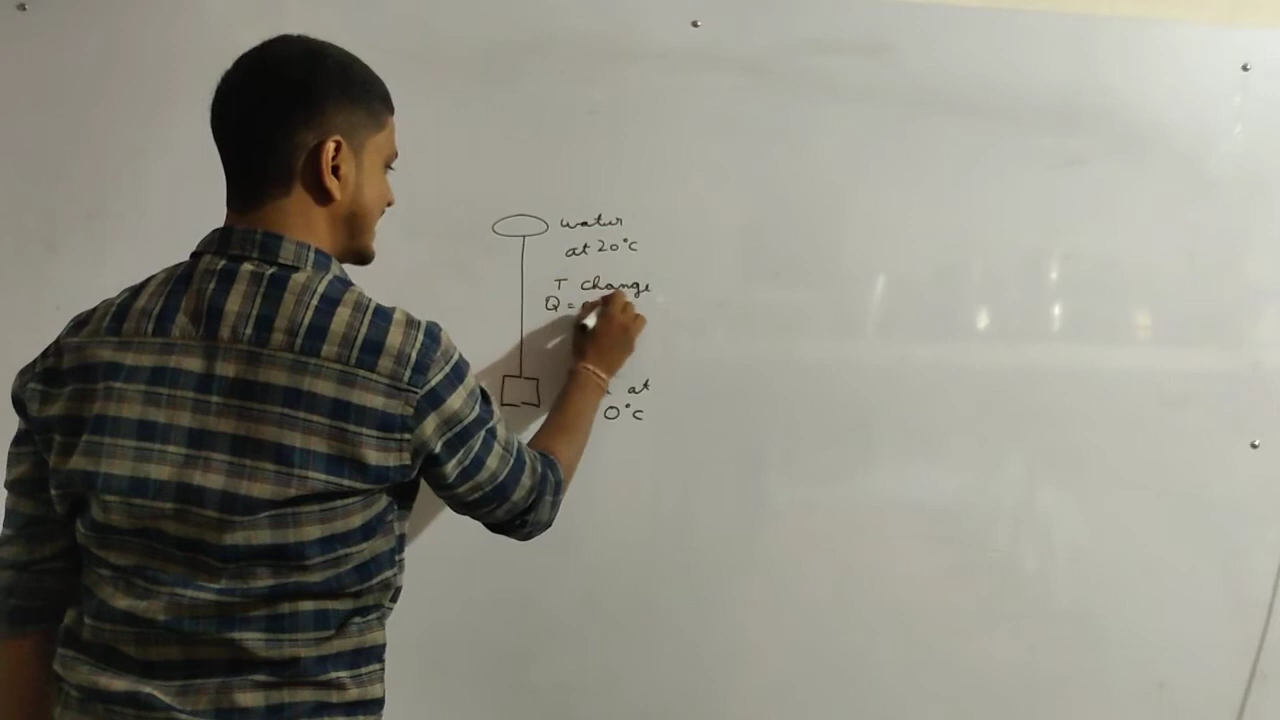 water
at 20°C
T change
Q =
at
0°C